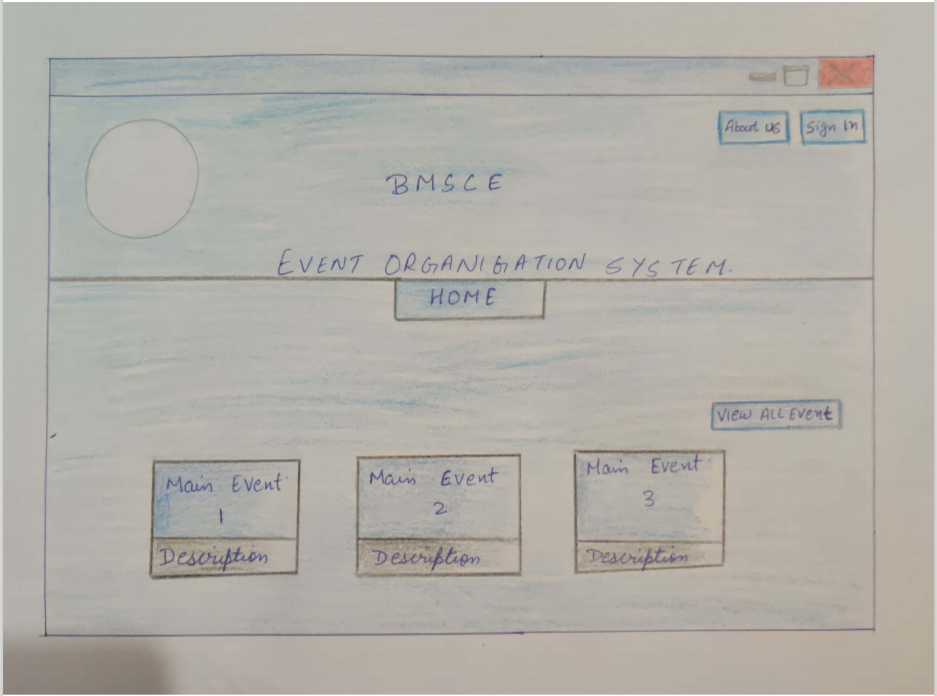 About us
Sign In
BMSCE
EVENT ORGANIGATION SYSTEM.
HOME
VIEW ALL EVENt
Main Event
1
Main Event
2
Main Event
3
Description
Description
Description